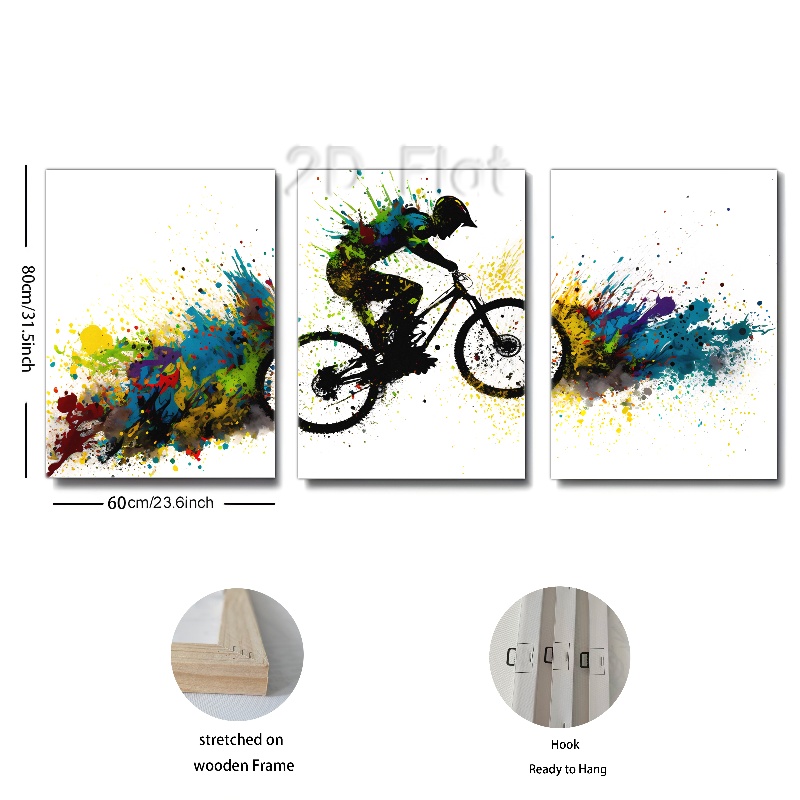 2D Flat
80cm/31.5inch
60cm/23.6inch
stretched on
wooden Frame
Hook
Ready to Hang